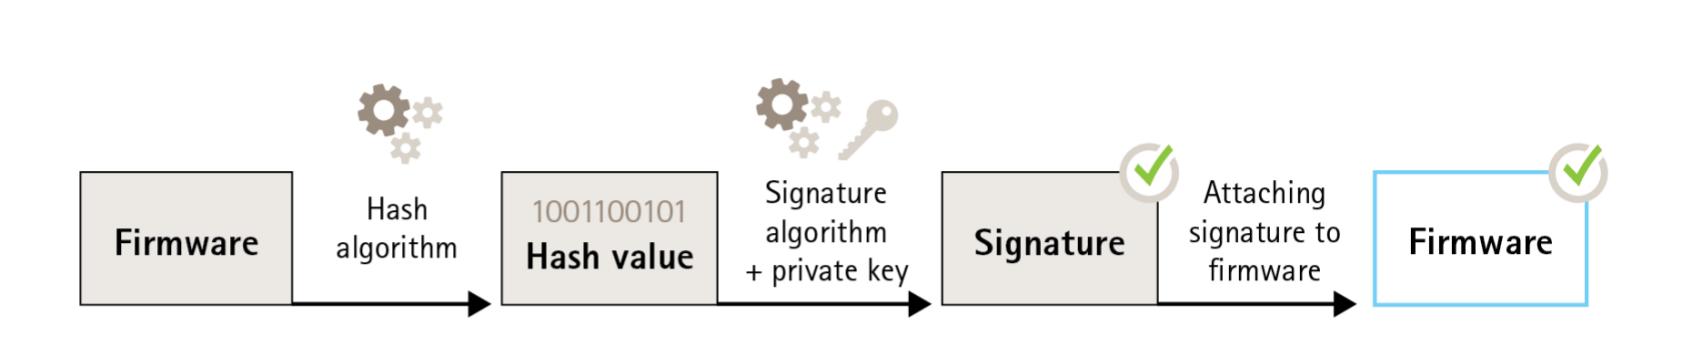 Firmware
Hash
algorithm
1001100101
Hash value
Signature
algorithm
+ private key
Signature
Attaching
signature to
firmware
Firmware